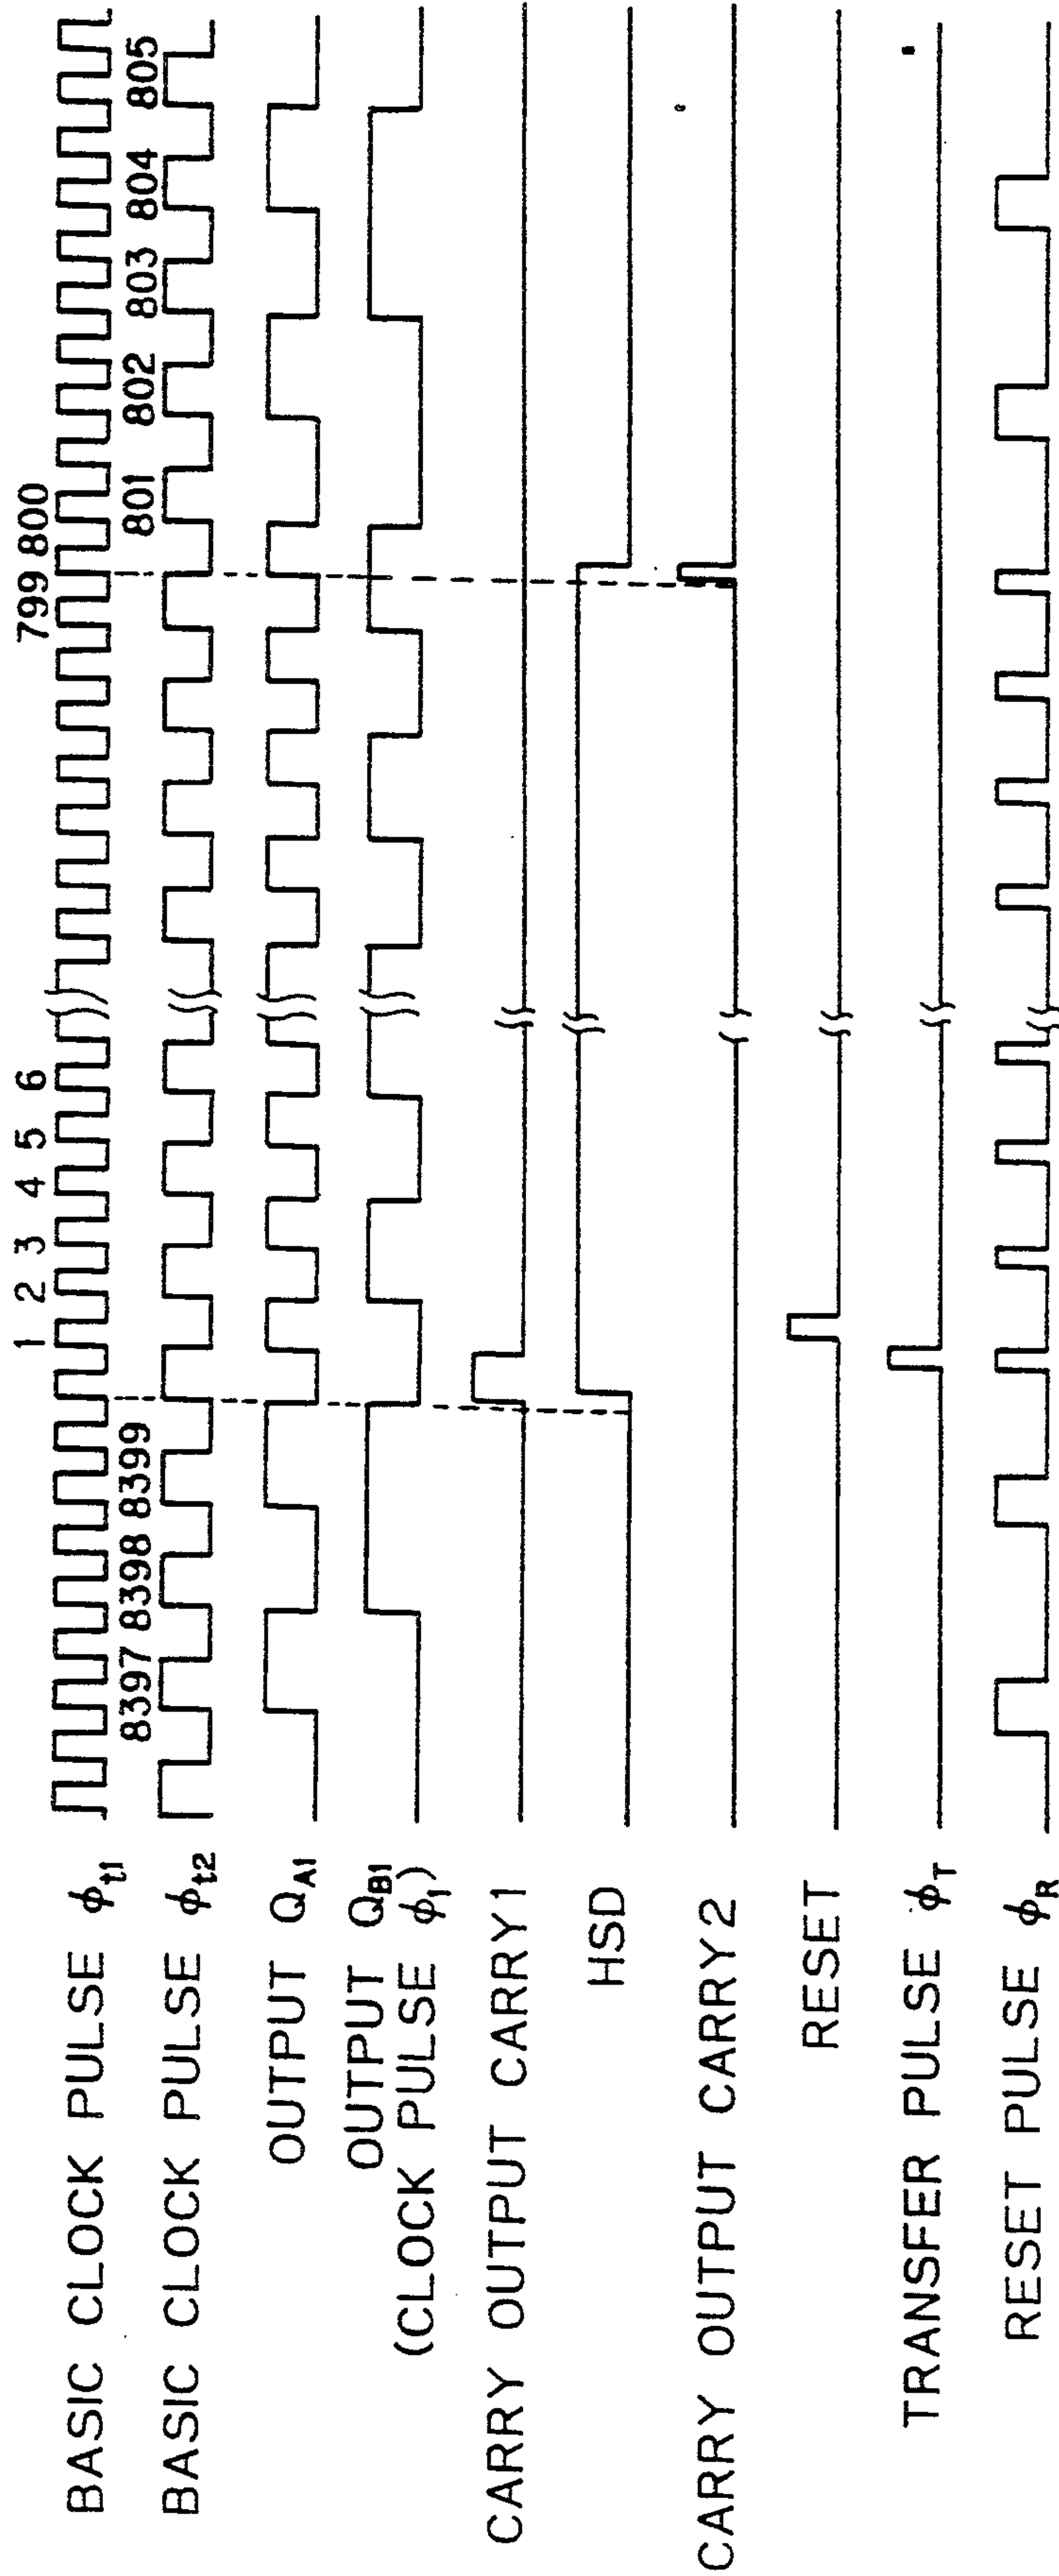 1 2 3 4 5 6 799 800
BASIC CLOCK PULSE φt1
8397 8398 8399 801 802 803 804 805
BASIC CLOCK PULSE φt2
OUTPUT QA1
OUTPUT QB1
(CLOCK PULSE φ1)
CARRY OUTPUT CARRY1
HSD
CARRY OUTPUT CARRY2
RESET
TRANSFER PULSE φT
RESET PULSE φR